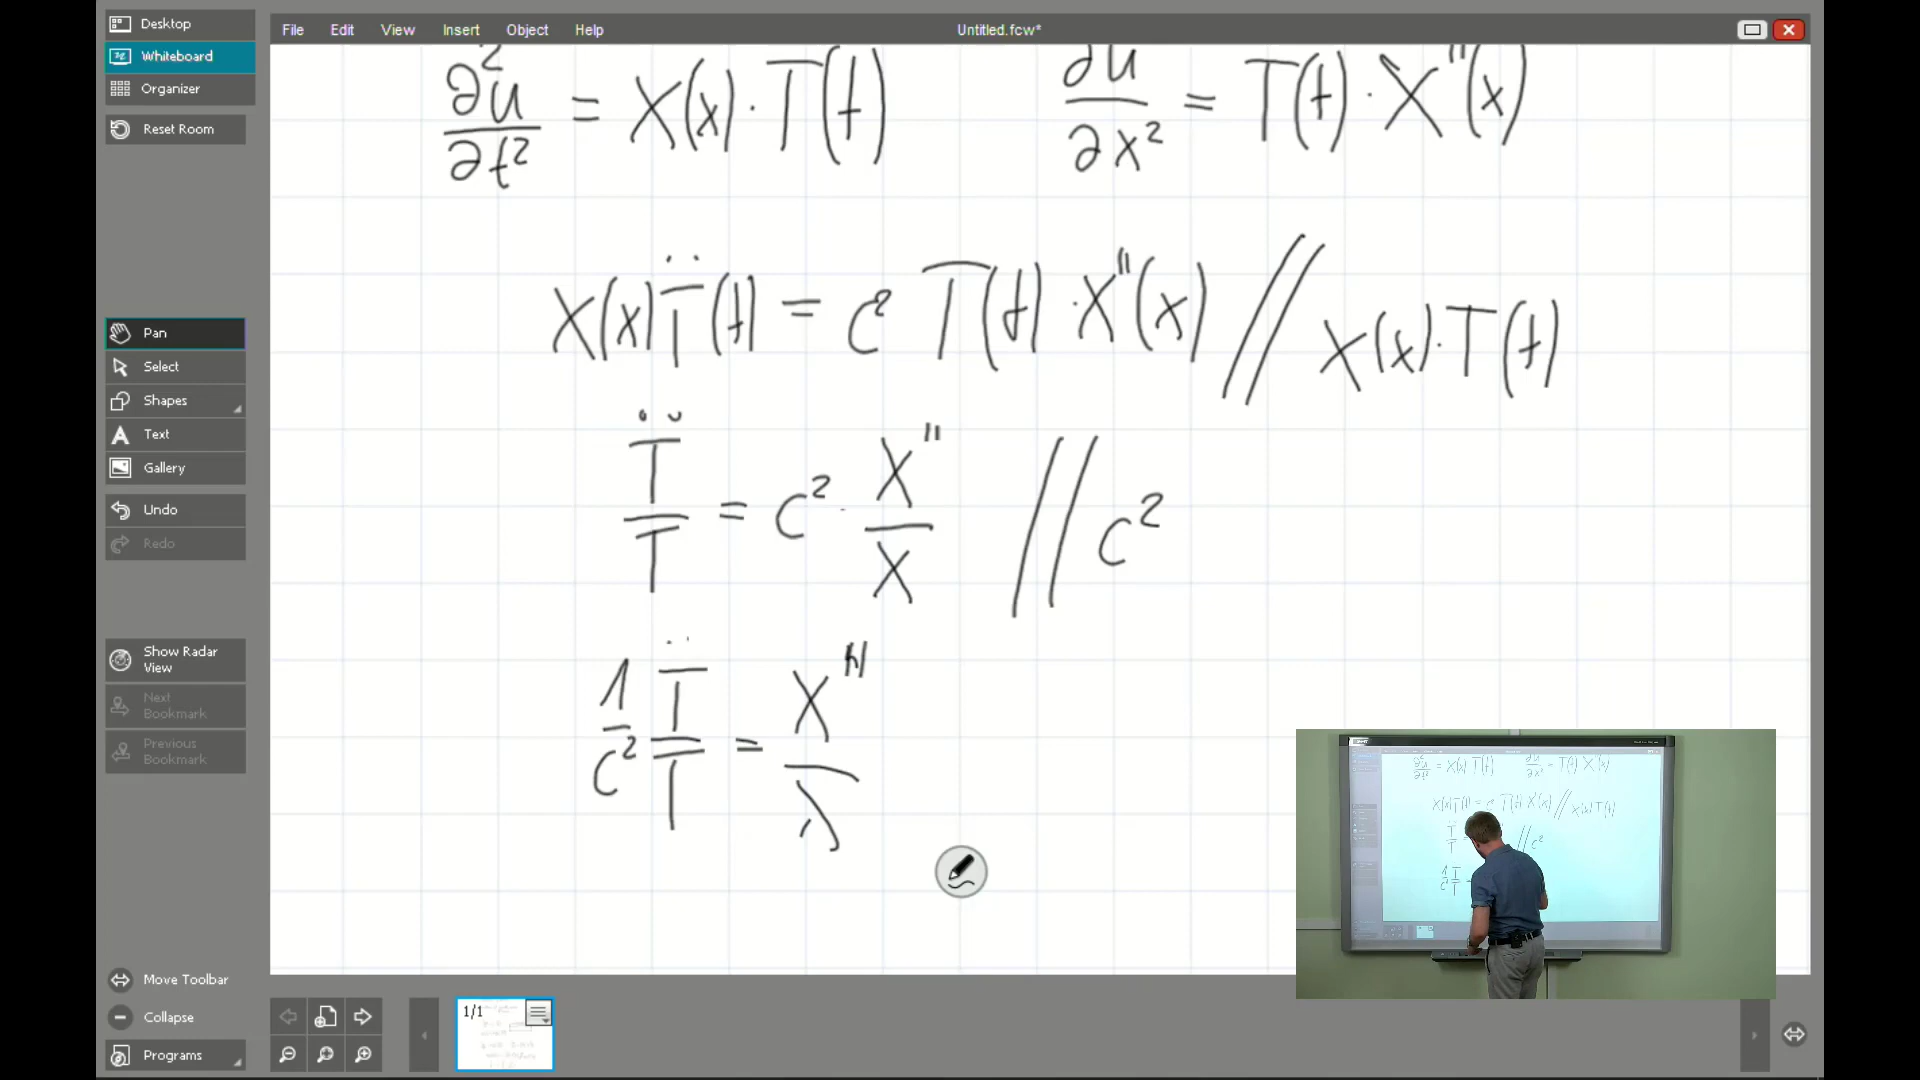 Desktop
File Edit View Insert Object Help Untitled.fcw*
Whiteboard
Organizer
Reset Room
∂²u/∂t² = X(x)·T(t)
∂u/∂x² = T(t)·X''(x)
X(x)T̈(t) = c² T(t)·X''(x) // X(x)·T(t)
T̈/T = c²·X''/X // c²
1/c² T̈/T = X''/X
Pan
Select
Shapes
Text
Gallery
Undo
Redo
Show Radar
View
Next
Bookmark
Previous
Bookmark
Move Toolbar
Collapse
Programs
1/1